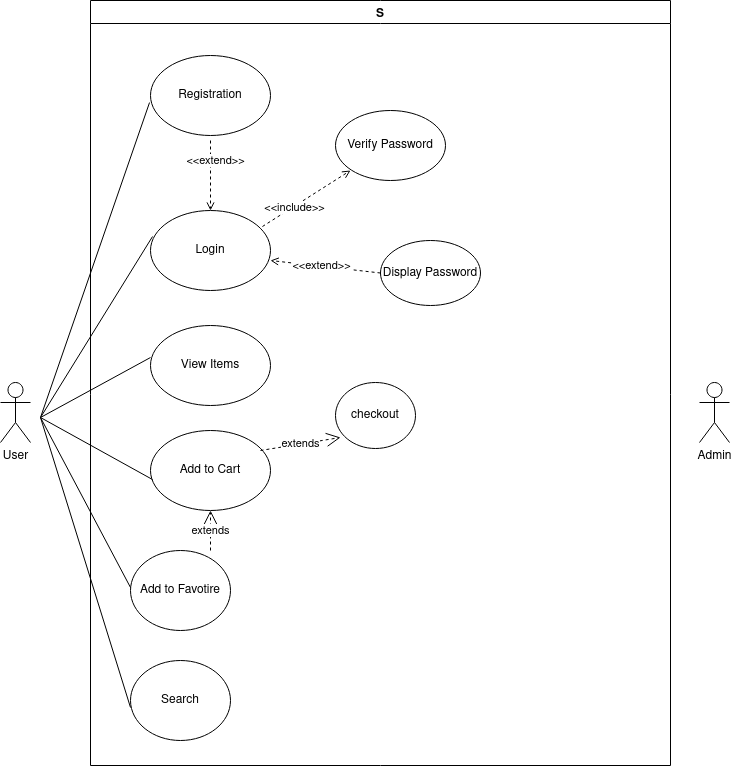 S
Registration
<<extend>>
Verify Password
<<include>>
Login
<<extend>>
Display Password
View Items
checkout
extends
Add to Cart
User
Admin
extends
Add to Favotire
Search